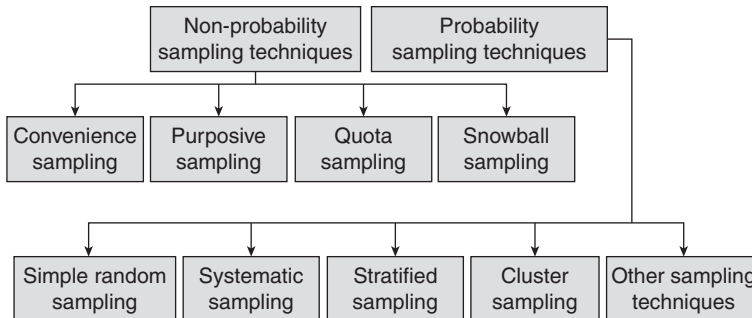 Non-probability
sampling techniques
Probability
sampling techniques
Convenience
sampling
Purposive
sampling
Quota
sampling
Snowball
sampling
Simple random
sampling
Systematic
sampling
Stratified
sampling
Cluster
sampling
Other sampling
techniques